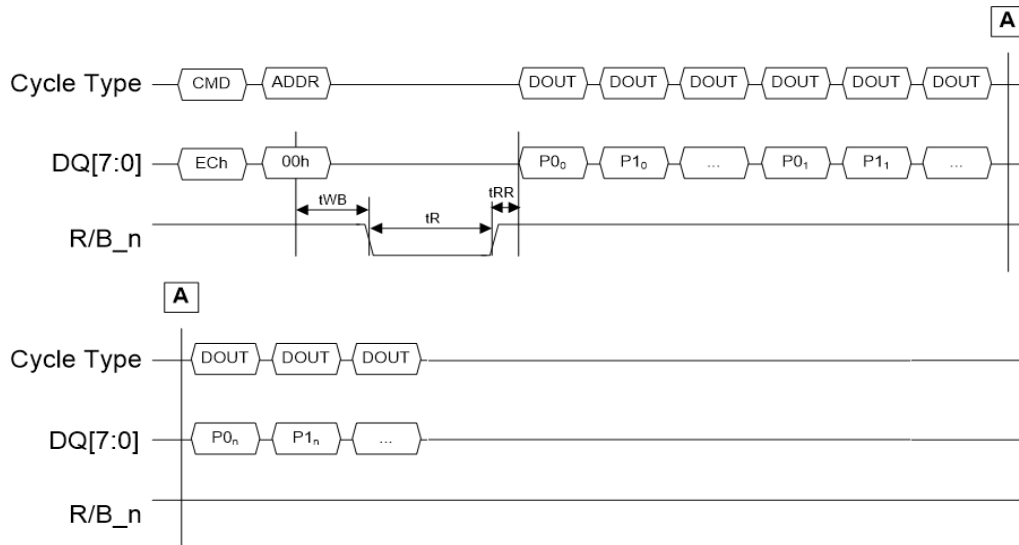 A
Cycle Type CMD ADDR DOUT DOUT DOUT DOUT DOUT DOUT
DQ[7:0] ECh 00h P0₀ P1₀ ... P0₁ P1₁ ...
tWB tR tRR
R/B_n
A
Cycle Type DOUT DOUT DOUT
DQ[7:0] P0ₙ P1ₙ ...
R/B_n